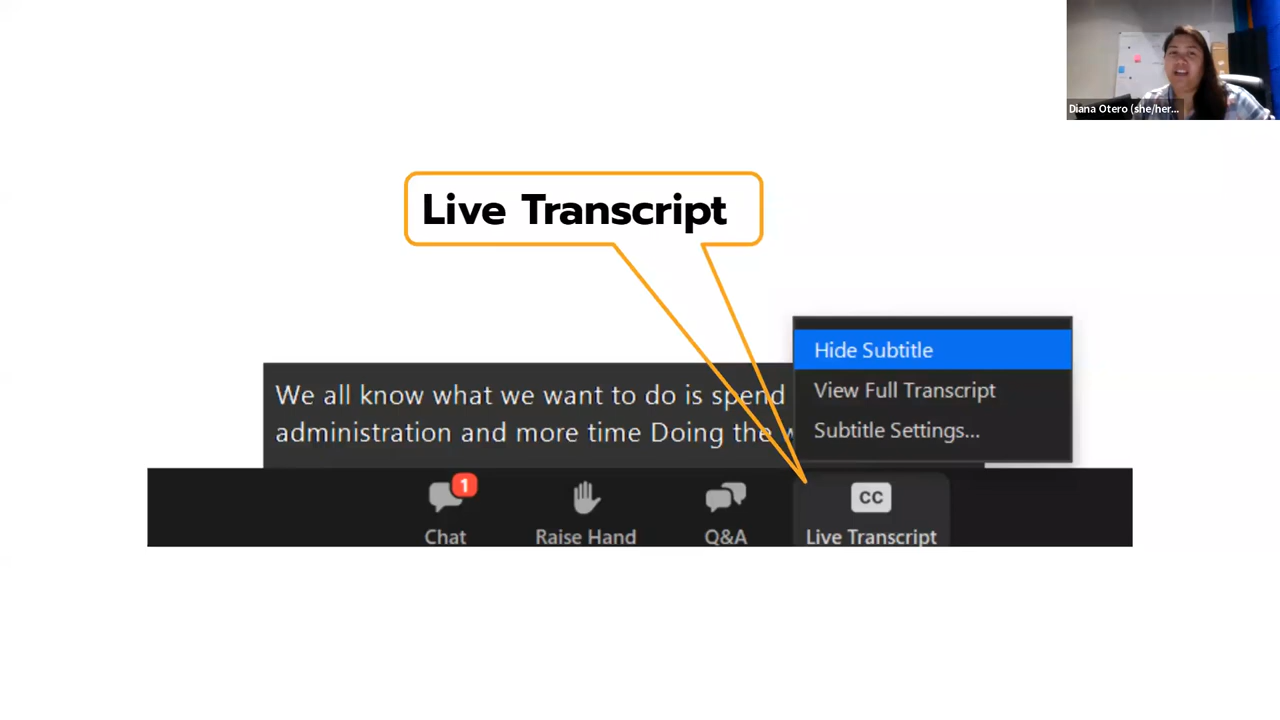 Diana Otero (she/her...
Live Transcript
Hide Subtitle
View Full Transcript
Subtitle Settings...
We all know what we want to do is spend
administration and more time Doing the
1
CC
Chat
Raise Hand
Q&A
Live Transcript